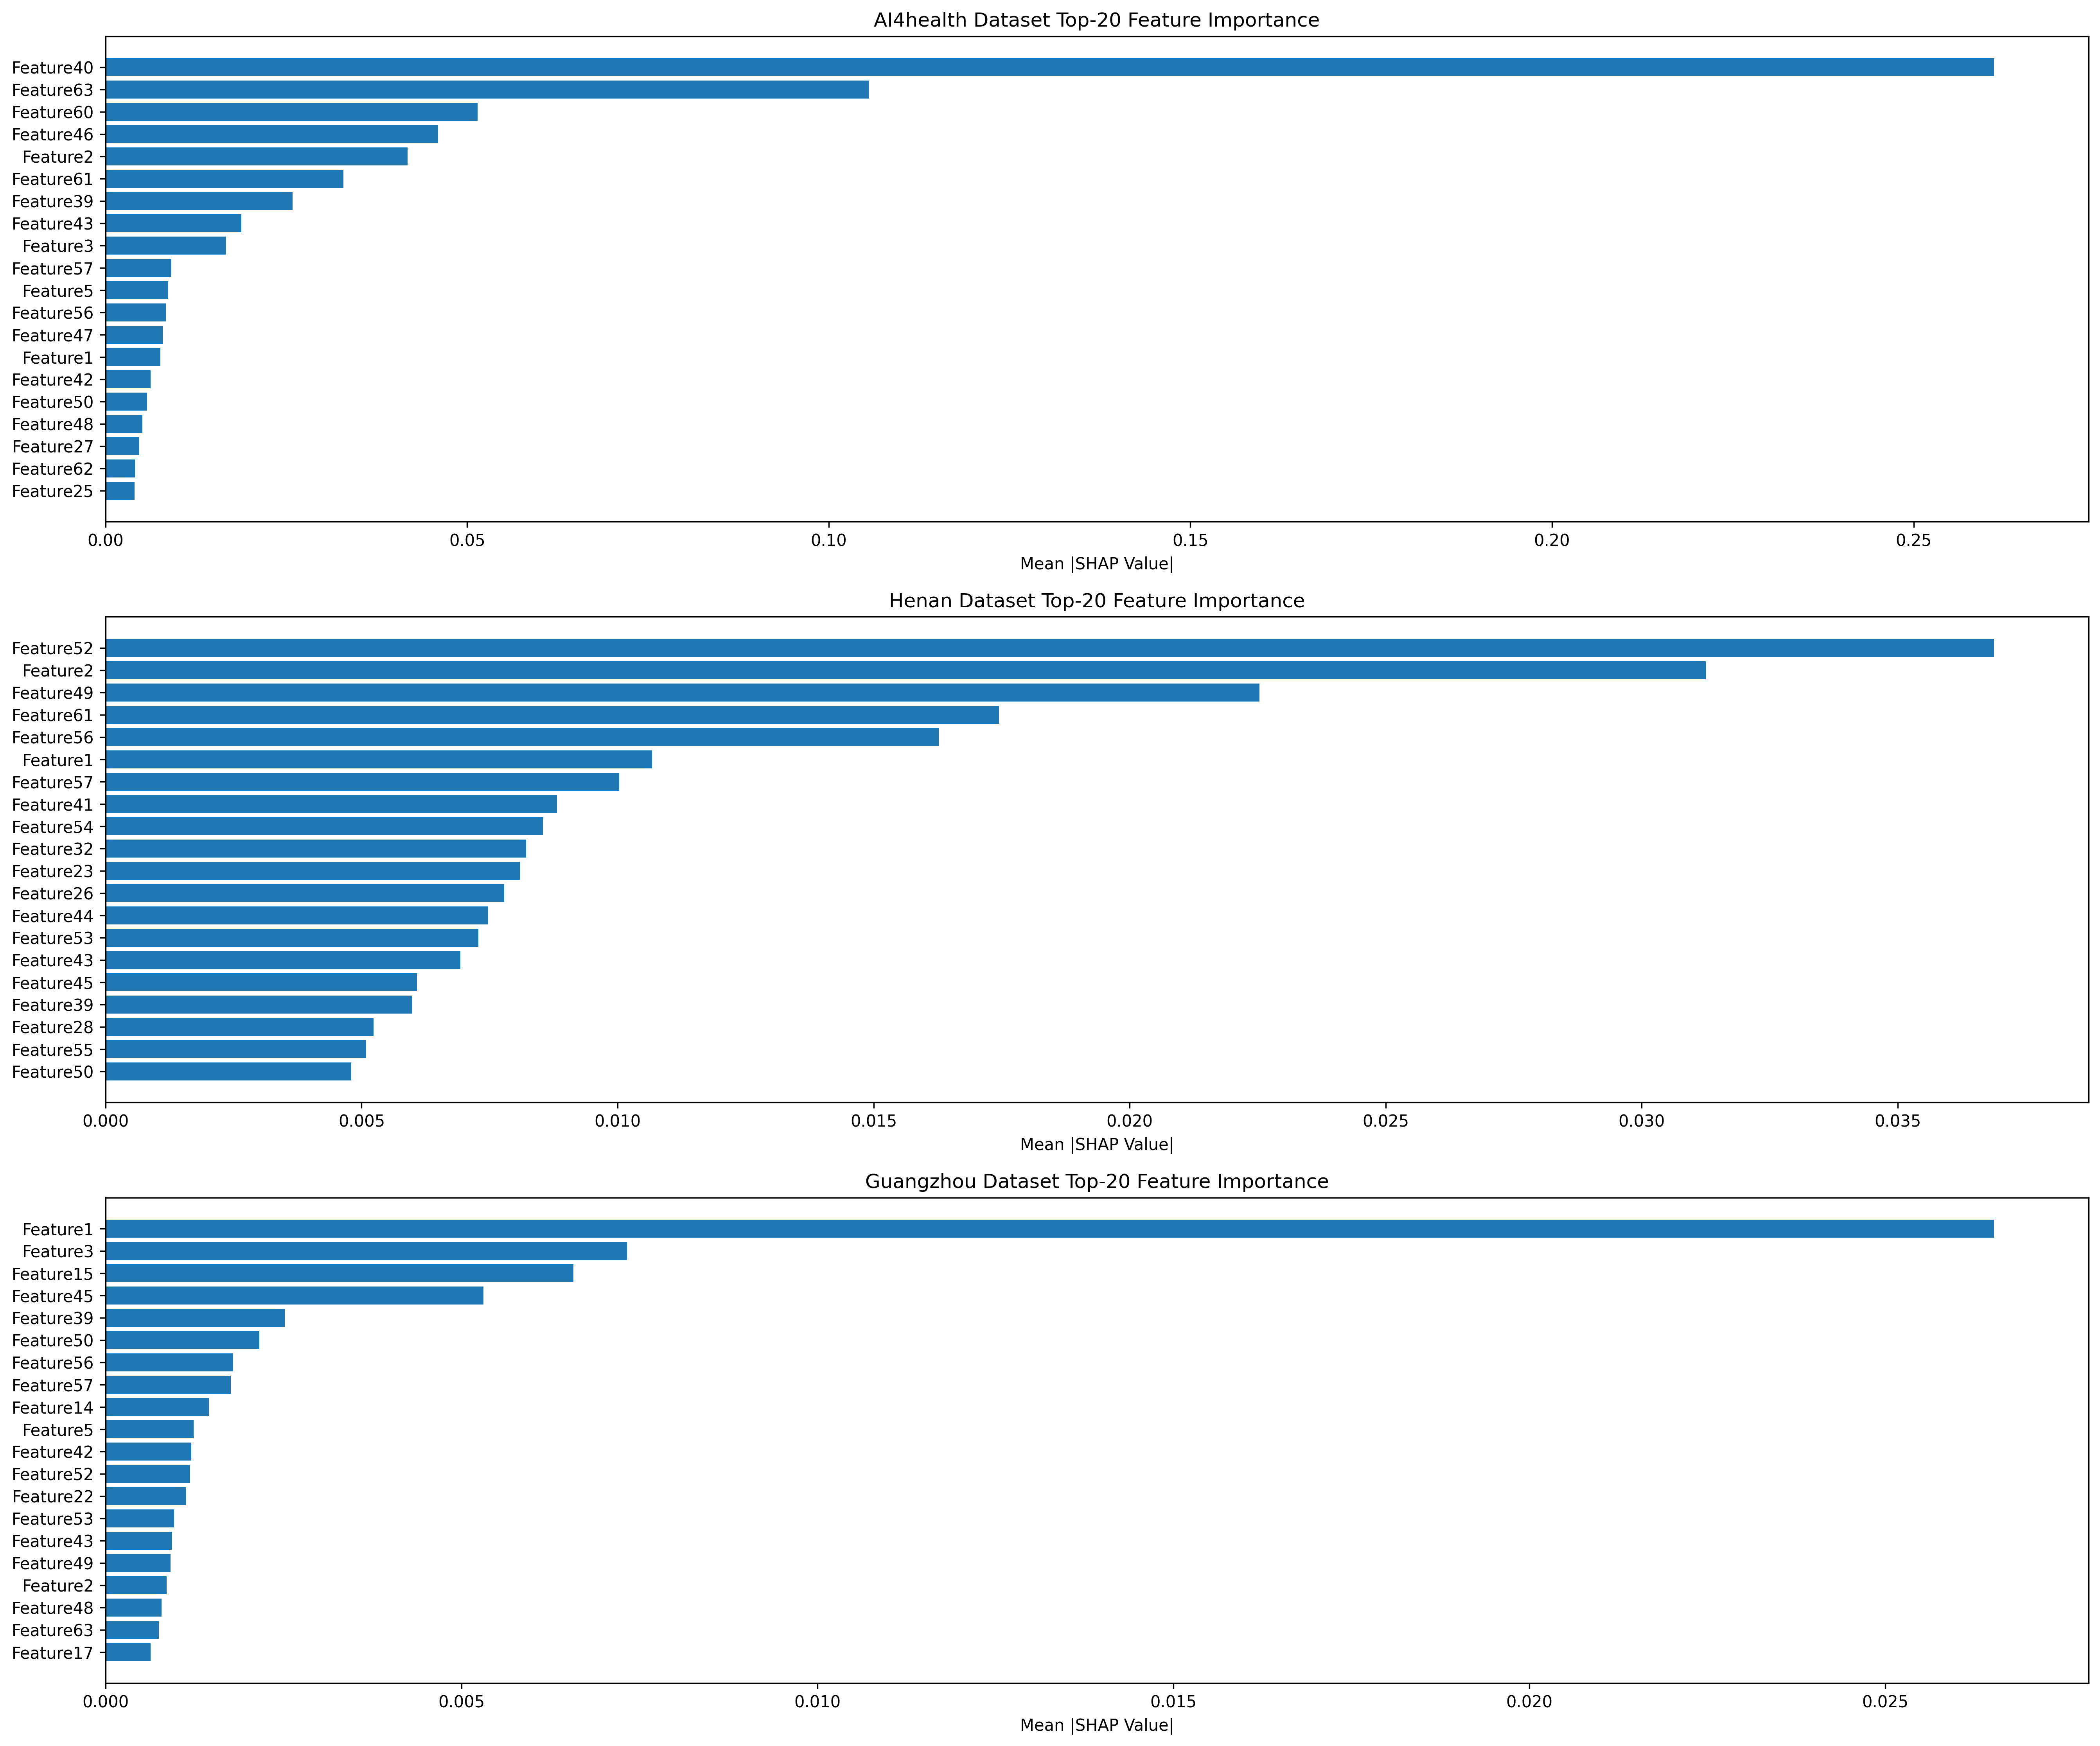 AI4health Dataset Top-20 Feature Importance
Feature40
Feature63
Feature60
Feature46
Feature2
Feature61
Feature39
Feature43
Feature3
Feature57
Feature5
Feature56
Feature47
Feature1
Feature42
Feature50
Feature48
Feature27
Feature62
Feature25
0.00 0.05 0.10 0.15 0.20 0.25
Mean |SHAP Value|
Henan Dataset Top-20 Feature Importance
Feature52
Feature2
Feature49
Feature61
Feature56
Feature1
Feature57
Feature41
Feature54
Feature32
Feature23
Feature26
Feature44
Feature53
Feature43
Feature45
Feature39
Feature28
Feature55
Feature50
0.000 0.005 0.010 0.015 0.020 0.025 0.030 0.035
Mean |SHAP Value|
Guangzhou Dataset Top-20 Feature Importance
Feature1
Feature3
Feature15
Feature45
Feature39
Feature50
Feature56
Feature57
Feature14
Feature5
Feature42
Feature52
Feature22
Feature53
Feature43
Feature49
Feature2
Feature48
Feature63
Feature17
0.000 0.005 0.010 0.015 0.020 0.025
Mean |SHAP Value|